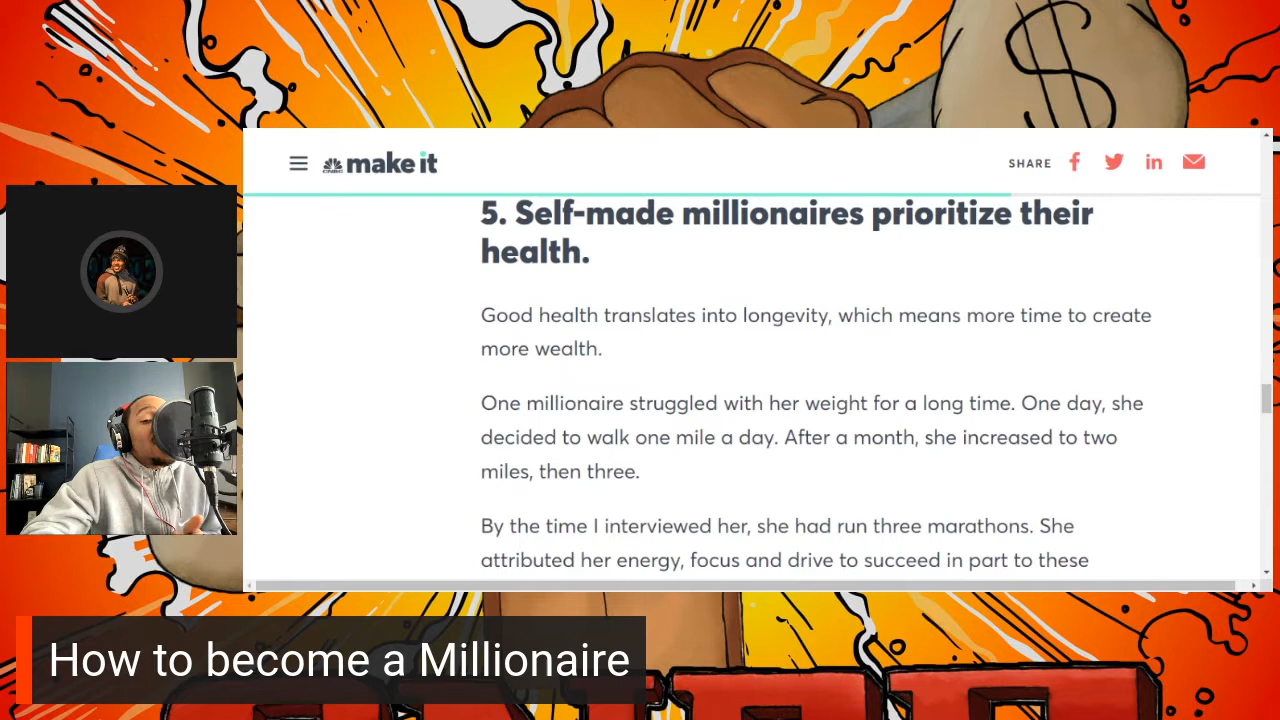 make it
SHARE
5. Self-made millionaires prioritize their
health.
Good health translates into longevity, which means more time to create
more wealth.
One millionaire struggled with her weight for a long time. One day, she
decided to walk one mile a day. After a month, she increased to two
miles, then three.
By the time I interviewed her, she had run three marathons. She
attributed her energy, focus and drive to succeed in part to these
How to become a Millionaire